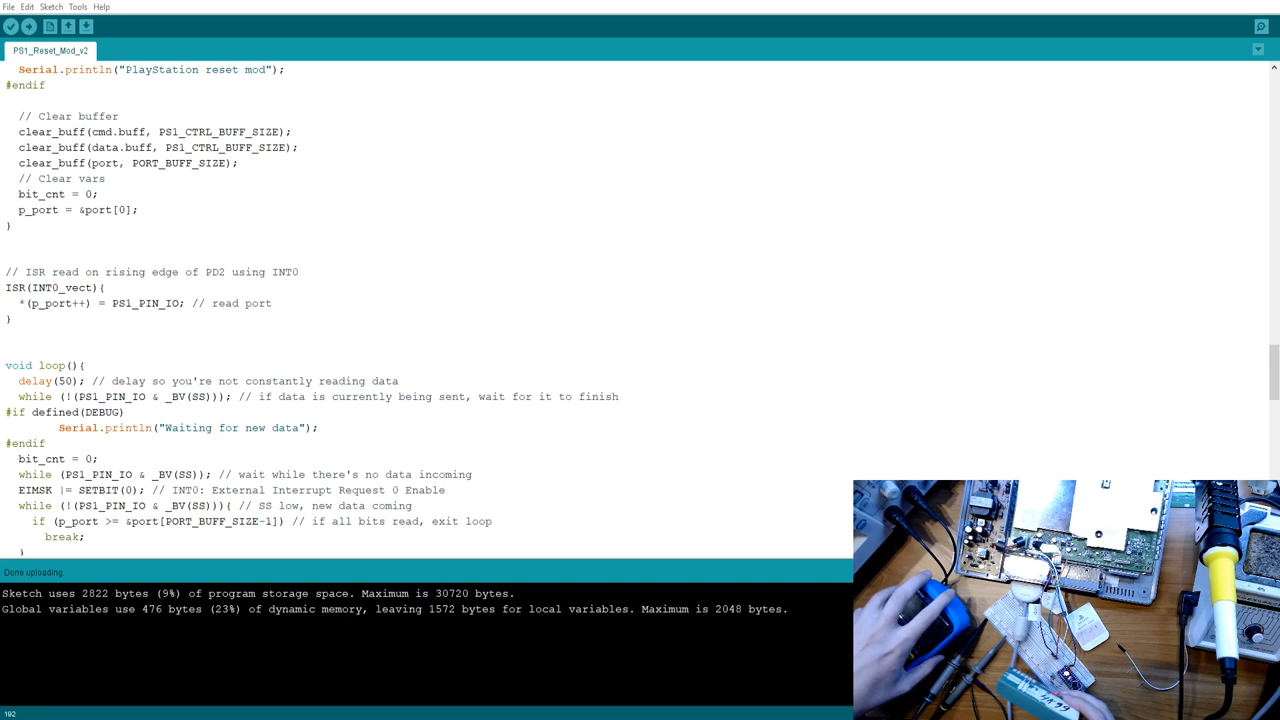 File Edit Sketch Tools Help
PS1_Reset_Mod_v2
Serial.println("PlayStation reset mod");
#endif
// Clear buffer
clear_buff(cmd.buff, PS1_CTRL_BUFF_SIZE);
clear_buff(data.buff, PS1_CTRL_BUFF_SIZE);
clear_buff(port, PORT_BUFF_SIZE);
// Clear vars
bit_cnt = 0;
p_port = &port[0];
}
// ISR read on rising edge of PD2 using INT0
ISR(INT0_vect){
*(p_port++) = PS1_PIN_IO; // read port
}
void loop(){
delay(50); // delay so you're not constantly reading data
while (!(PS1_PIN_IO & _BV(SS))); // if data is currently being sent, wait for it to finish
#if defined(DEBUG)
Serial.println("Waiting for new data");
#endif
bit_cnt = 0;
while (PS1_PIN_IO & _BV(SS)); // wait while there's no data incoming
EIMSK |= SETBIT(0); // INT0: External Interrupt Request 0 Enable
while (!(PS1_PIN_IO & _BV(SS))){ // SS low, new data coming
if (p_port >= &port[PORT_BUFF_SIZE-1]) // if all bits read, exit loop
break;
}
Done uploading.
Sketch uses 2822 bytes (9%) of program storage space. Maximum is 30720 bytes.
Global variables use 476 bytes (23%) of dynamic memory, leaving 1572 bytes for local variables. Maximum is 2048 bytes.
192